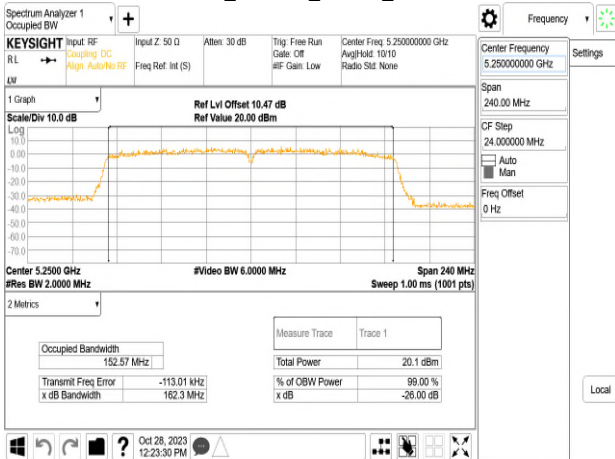 Spectrum Analyzer 1
Occupied BW
+
Frequency
KEYSIGHT
RL
Input: RF
Coupling: DC
Align: Auto/No RF
Input Z: 50 Ω
Freq Ref: Int (S)
Atten: 30 dB
Trig: Free Run
Gate: Off
#IF Gain: Low
Center Freq: 5.250000000 GHz
Avg|Hold: 10/10
Radio Std: None
Center Frequency
5.250000000 GHz
Settings
Span
240.00 MHz
CF Step
24.000000 MHz
Auto
Man
Freq Offset
0 Hz
Local
1 Graph
Scale/Div 10.0 dB
Ref Lvl Offset 10.47 dB
Ref Value 20.00 dBm
Log
10.0
0.00
-10.0
-20.0
-30.0
-40.0
-50.0
-60.0
-70.0
Center 5.2500 GHz
#Video BW 6.0000 MHz
Span 240 MHz
#Res BW 2.0000 MHz
Sweep 1.00 ms (1001 pts)
2 Metrics
Measure Trace
Trace 1
Occupied Bandwidth
152.57 MHz
Total Power
20.1 dBm
Transmit Freq Error
-113.01 kHz
% of OBW Power
99.00 %
x dB Bandwidth
162.3 MHz
x dB
-26.00 dB
?
Oct 28, 2023
12:23:30 PM